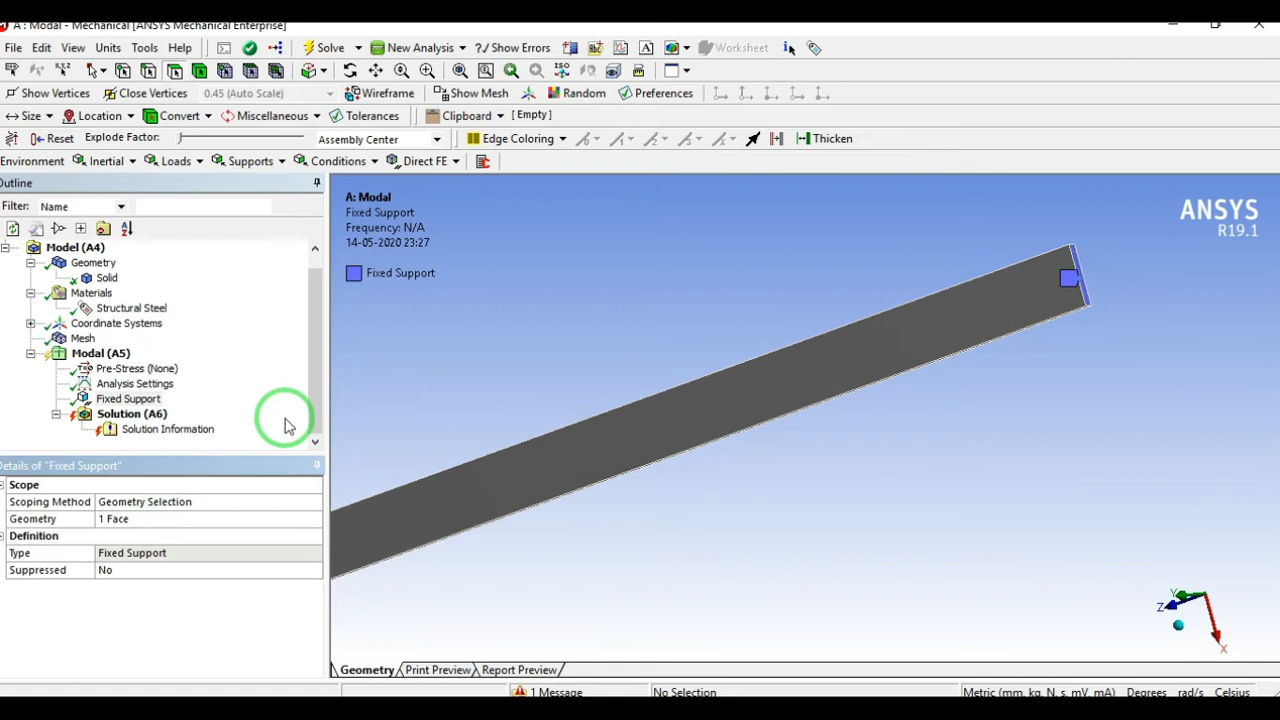 A : Modal - Mechanical [ANSYS Mechanical Enterprise]
File Edit View Units Tools Help Solve New Analysis ?/ Show Errors Worksheet
Show Vertices Close Vertices 0.45 (Auto Scale) Wireframe Show Mesh Random Preferences
Size Location Convert Miscellaneous Tolerances Clipboard [Empty]
Reset Explode Factor: Assembly Center Edge Coloring Thicken
Environment Inertial Loads Supports Conditions Direct FE
Outline
Filter: Name
Model (A4)
Geometry
Solid
Materials
Structural Steel
Coordinate Systems
Mesh
Modal (A5)
Pre-Stress (None)
Analysis Settings
Fixed Support
Solution (A6)
Solution Information
Details of "Fixed Support"
Scope
Scoping Method Geometry Selection
Geometry 1 Face
Definition
Type Fixed Support
Suppressed No
A: Modal
Fixed Support
Frequency: N/A
14-05-2020 23:27
Fixed Support
ANSYS
R19.1
Y
Z
X
Geometry Print Preview Report Preview
1 Message No Selection Metric (mm, kg, N, s, mV, mA) Degrees rad/s Celsius